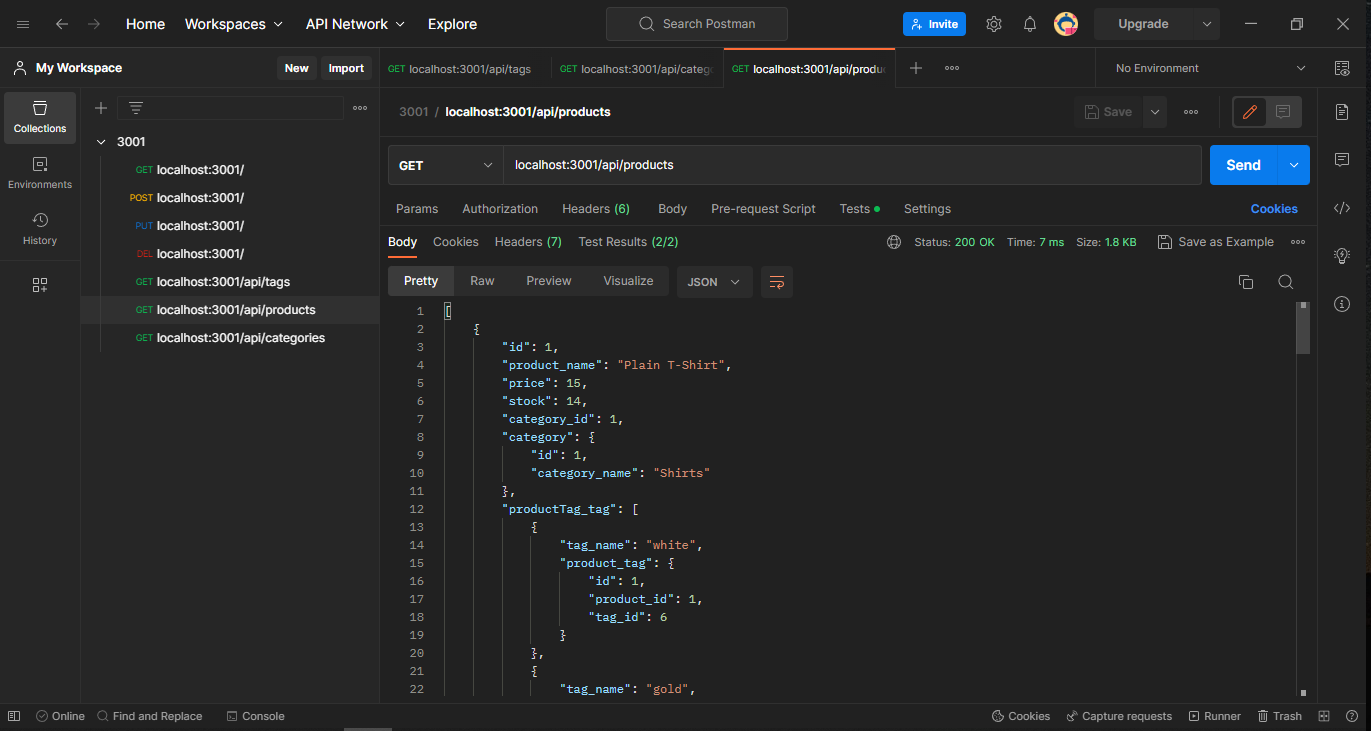 Home Workspaces API Network Explore Search Postman Invite Upgrade
My Workspace New Import
GET localhost:3001/api/tags GET localhost:3001/api/categ GET localhost:3001/api/produ No Environment
Collections
Environments
History
3001
GET localhost:3001/
POST localhost:3001/
PUT localhost:3001/
DEL localhost:3001/
GET localhost:3001/api/tags
GET localhost:3001/api/products
GET localhost:3001/api/categories
3001 / localhost:3001/api/products Save
GET localhost:3001/api/products Send
Params Authorization Headers (6) Body Pre-request Script Tests Settings Cookies
Body Cookies Headers (7) Test Results (2/2) Status: 200 OK Time: 7 ms Size: 1.8 KB Save as Example
Pretty Raw Preview Visualize JSON
1 [
2 {
3 "id": 1,
4 "product_name": "Plain T-Shirt",
5 "price": 15,
6 "stock": 14,
7 "category_id": 1,
8 "category": {
9 "id": 1,
10 "category_name": "Shirts"
11 },
12 "productTag_tag": [
13 {
14 "tag_name": "white",
15 "product_tag": {
16 "id": 1,
17 "product_id": 1,
18 "tag_id": 6
19 }
20 },
21 {
22 "tag_name": "gold",
Online Find and Replace Console Cookies Capture requests Runner Trash